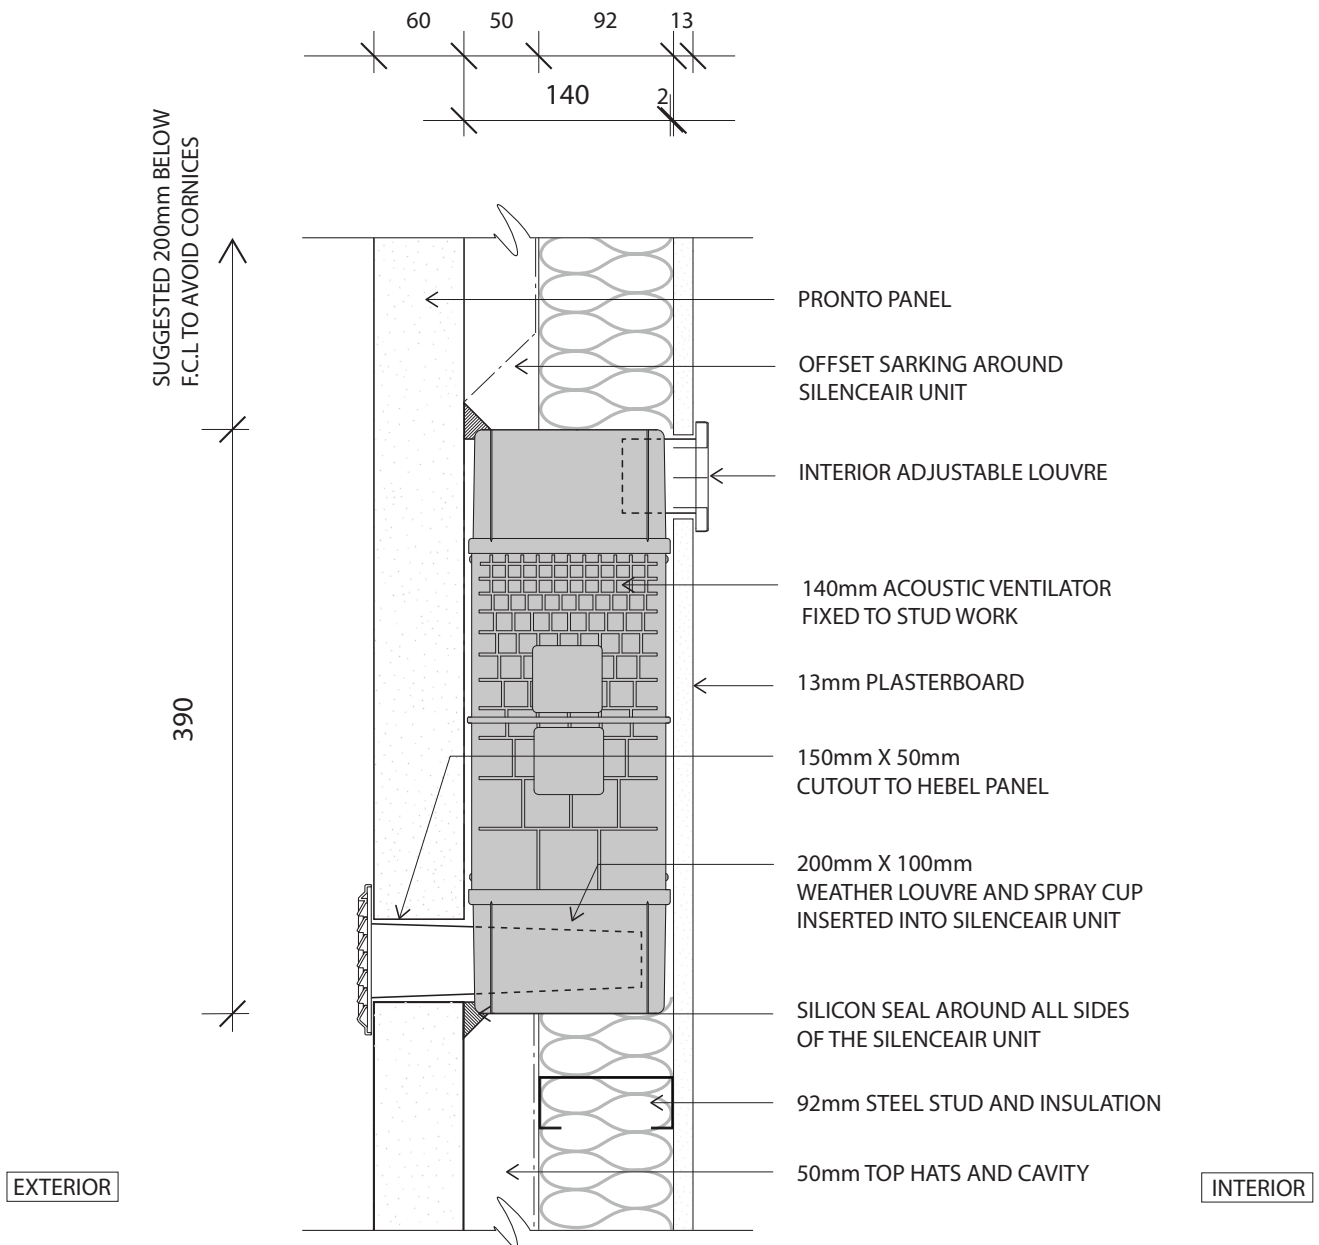 60 50 92 13
140 2
SUGGESTED 200mm BELOW
F.C.L TO AVOID CORNICES
PRONTO PANEL
OFFSET SARKING AROUND
SILENCEAIR UNIT
INTERIOR ADJUSTABLE LOUVRE
140mm ACOUSTIC VENTILATOR
FIXED TO STUD WORK
13mm PLASTERBOARD
390
150mm X 50mm
CUTOUT TO HEBEL PANEL
200mm X 100mm
WEATHER LOUVRE AND SPRAY CUP
INSERTED INTO SILENCEAIR UNIT
SILICON SEAL AROUND ALL SIDES
OF THE SILENCEAIR UNIT
92mm STEEL STUD AND INSULATION
50mm TOP HATS AND CAVITY
EXTERIOR
INTERIOR